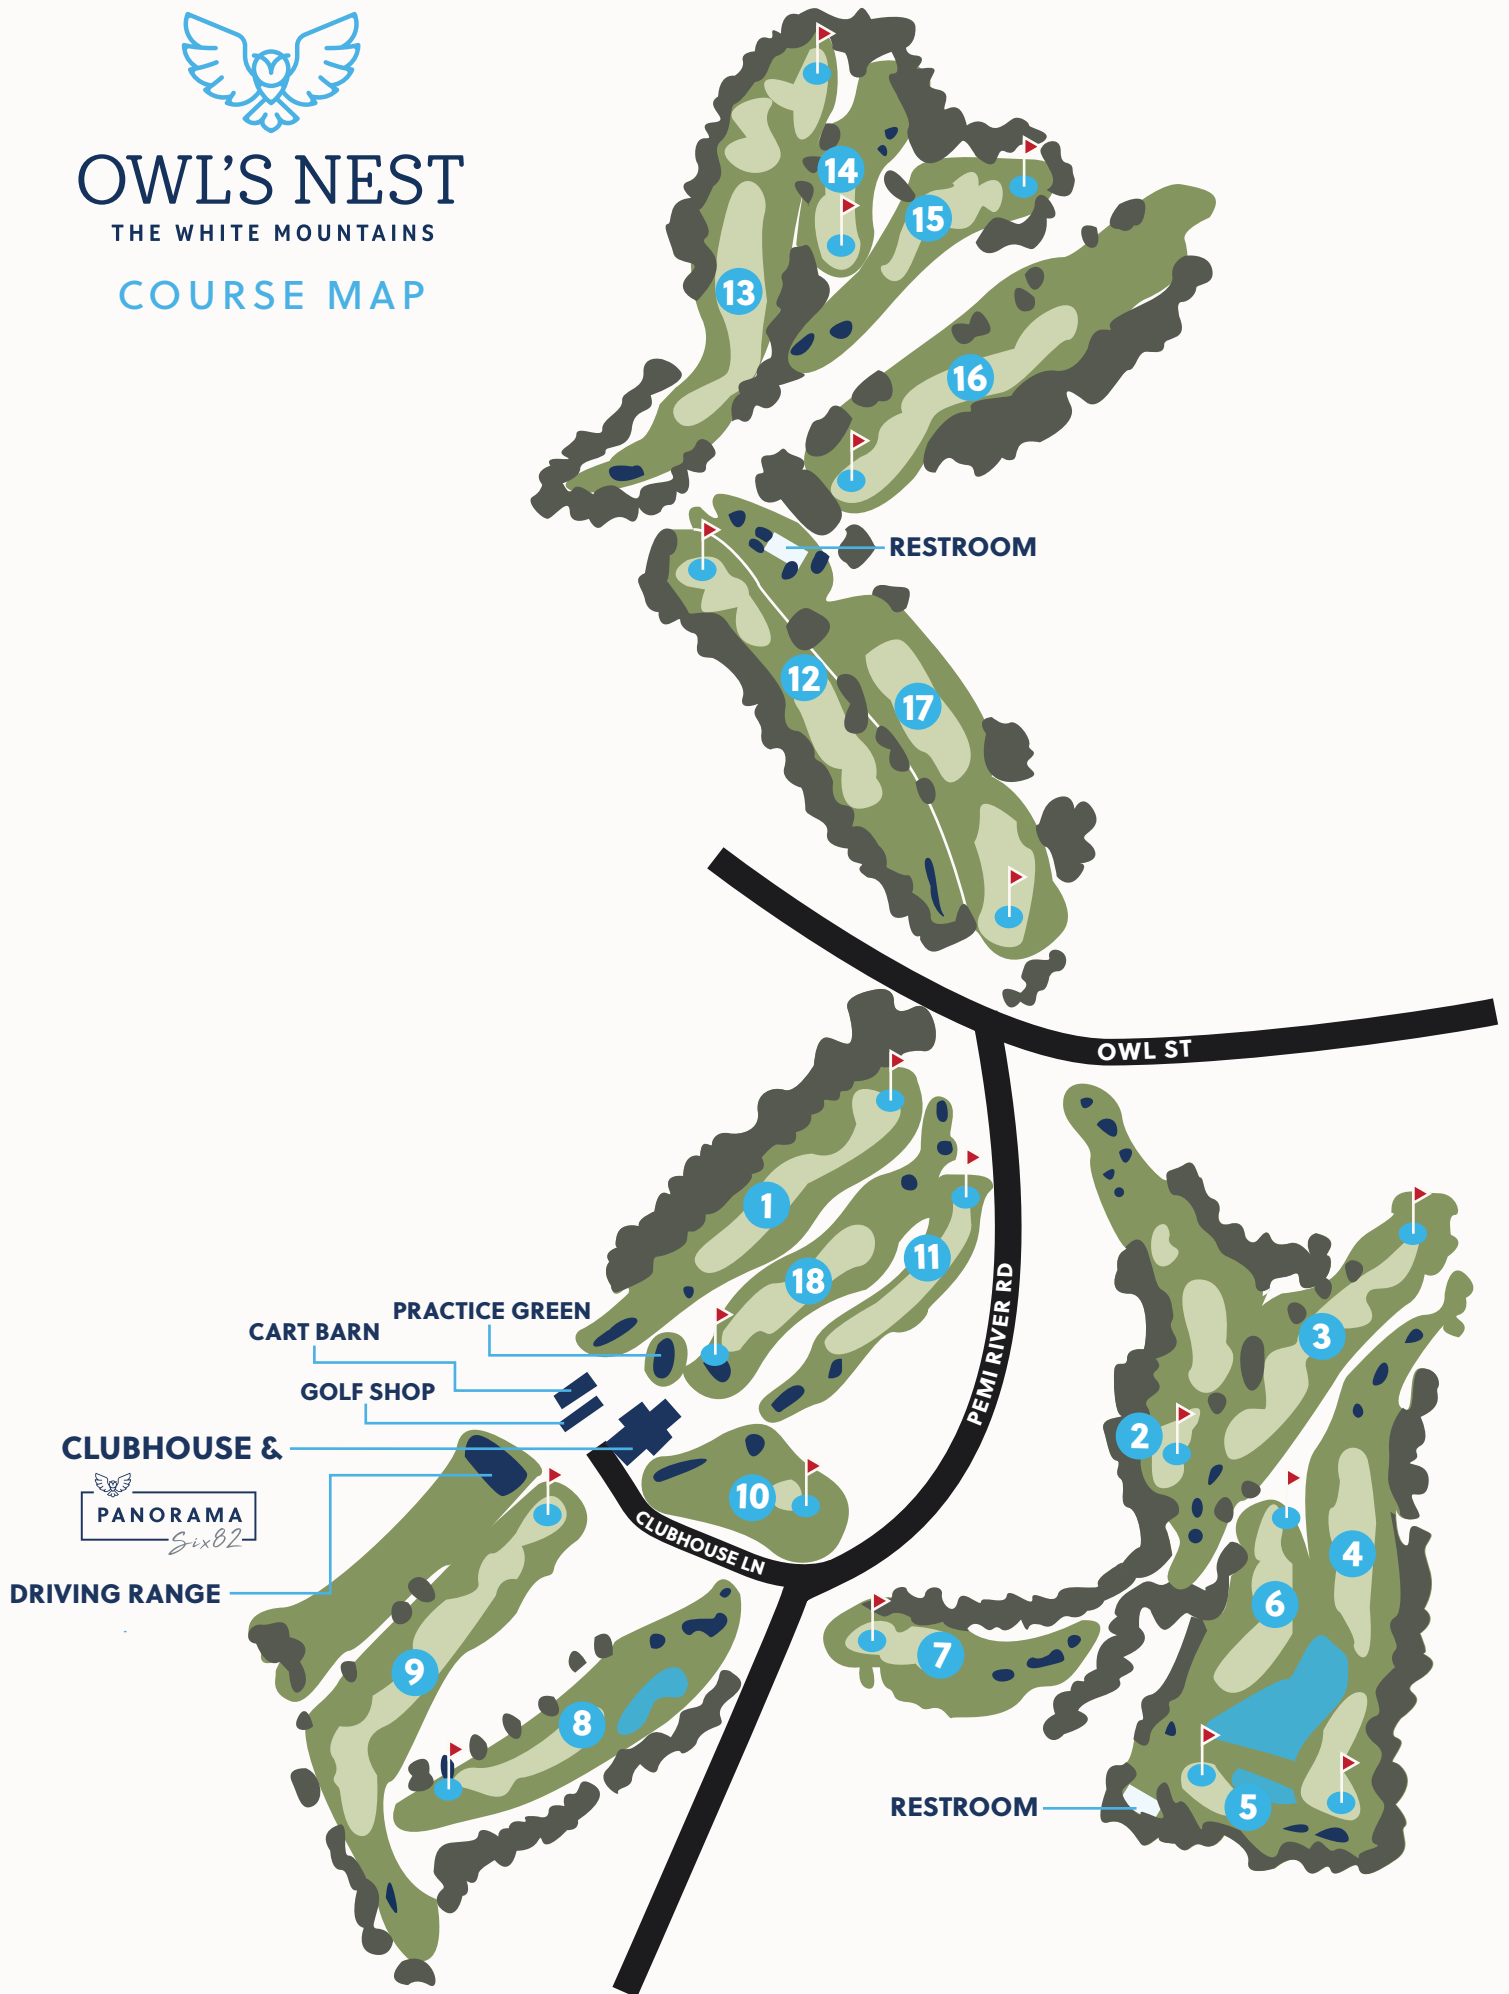 OWL'S NEST
THE WHITE MOUNTAINS
COURSE MAP
14
15
13
16
RESTROOM
12
17
OWL ST
1
11
18
PEMI RIVER RD
PRACTICE GREEN
CART BARN
GOLF SHOP
CLUBHOUSE &
PANORAMA
Six82
DRIVING RANGE
10
CLUBHOUSE LN
3
2
4
6
7
9
8
5
RESTROOM